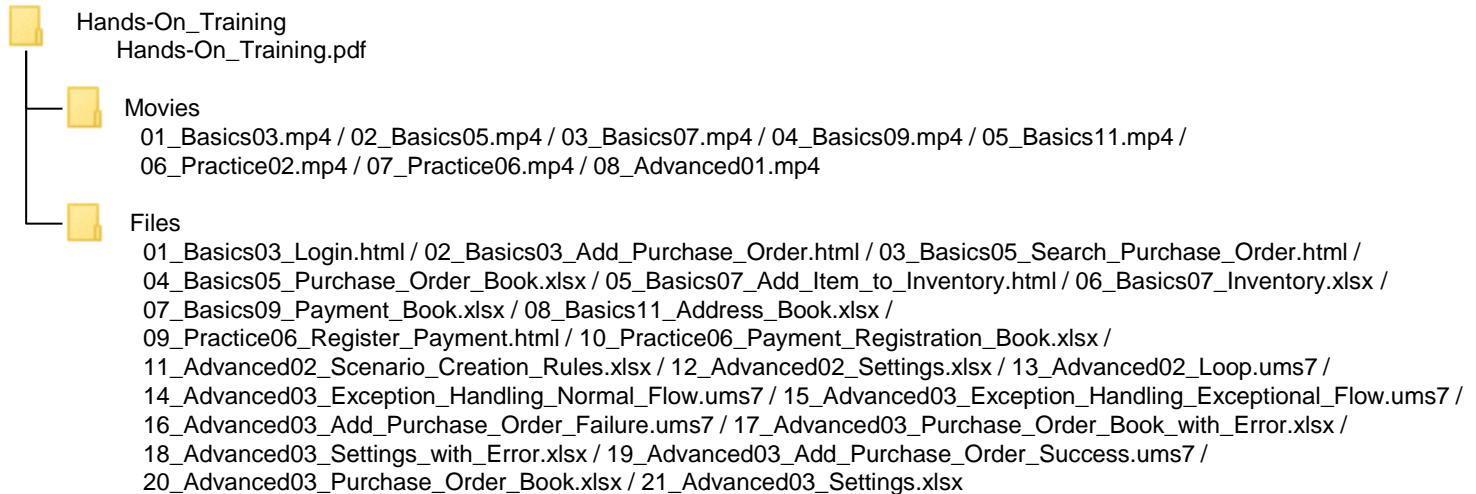 Hands-On_Training
Hands-On_Training.pdf
Movies
01_Basics03.mp4 / 02_Basics05.mp4 / 03_Basics07.mp4 / 04_Basics09.mp4 / 05_Basics11.mp4 /
06_Practice02.mp4 / 07_Practice06.mp4 / 08_Advanced01.mp4
Files
01_Basics03_Login.html / 02_Basics03_Add_Purchase_Order.html / 03_Basics05_Search_Purchase_Order.html /
04_Basics05_Purchase_Order_Book.xlsx / 05_Basics07_Add_Item_to_Inventory.html / 06_Basics07_Inventory.xlsx /
07_Basics09_Payment_Book.xlsx / 08_Basics11_Address_Book.xlsx /
09_Practice06_Register_Payment.html / 10_Practice06_Payment_Registration_Book.xlsx /
11_Advanced02_Scenario_Creation_Rules.xlsx / 12_Advanced02_Settings.xlsx / 13_Advanced02_Loop.ums7 /
14_Advanced03_Exception_Handling_Normal_Flow.ums7 / 15_Advanced03_Exception_Handling_Exceptional_Flow.ums7 /
16_Advanced03_Add_Purchase_Order_Failure.ums7 / 17_Advanced03_Purchase_Order_Book_with_Error.xlsx /
18_Advanced03_Settings_with_Error.xlsx / 19_Advanced03_Add_Purchase_Order_Success.ums7 /
20_Advanced03_Purchase_Order_Book.xlsx / 21_Advanced03_Settings.xlsx